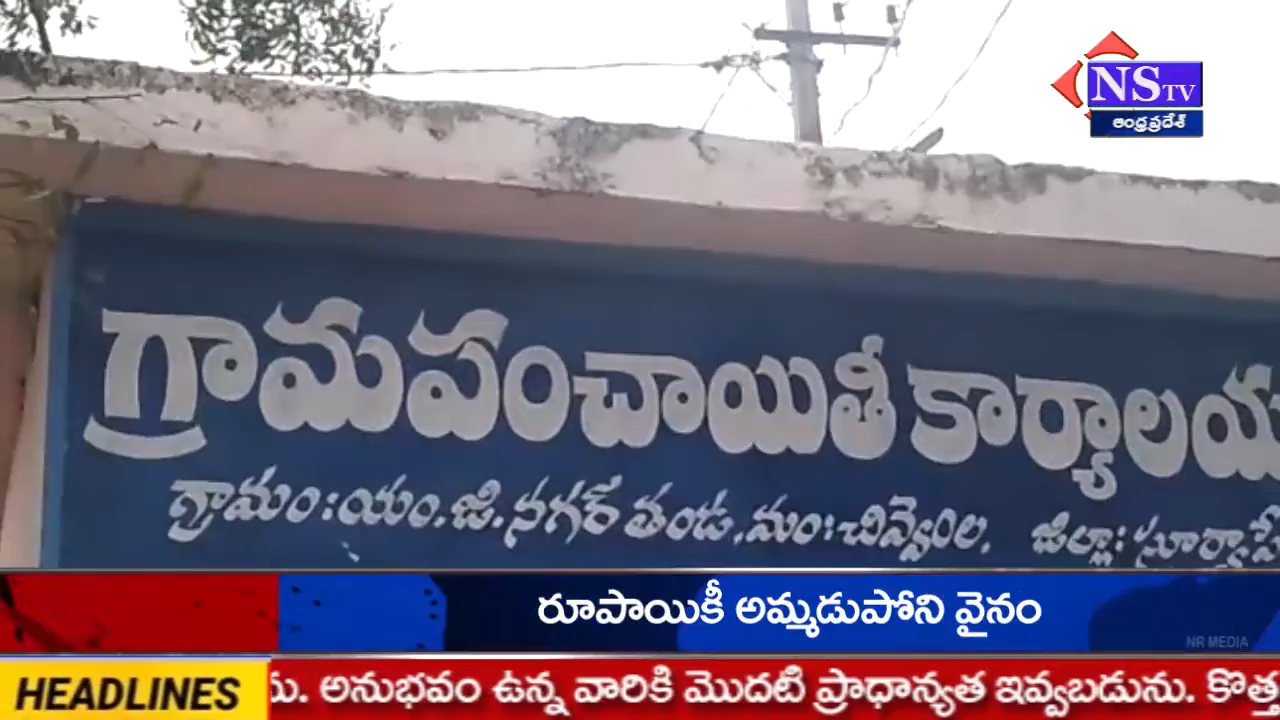 NS TV
ఆంధ్రప్రదేశ్
గ్రామపంచాయితీ కార్యాలయ
గ్రామం:యం.జి.నగర్ తండ,మం:చివ్వెంల, జిల్లా:సూర్యాపే
రూపాయికీ అమ్మడుపోని వైనం
NR MEDIA
HEADLINES
ను. అనుభవం ఉన్న వారికి మొదటి ప్రాధాన్యత ఇవ్వబడును. కొత్త